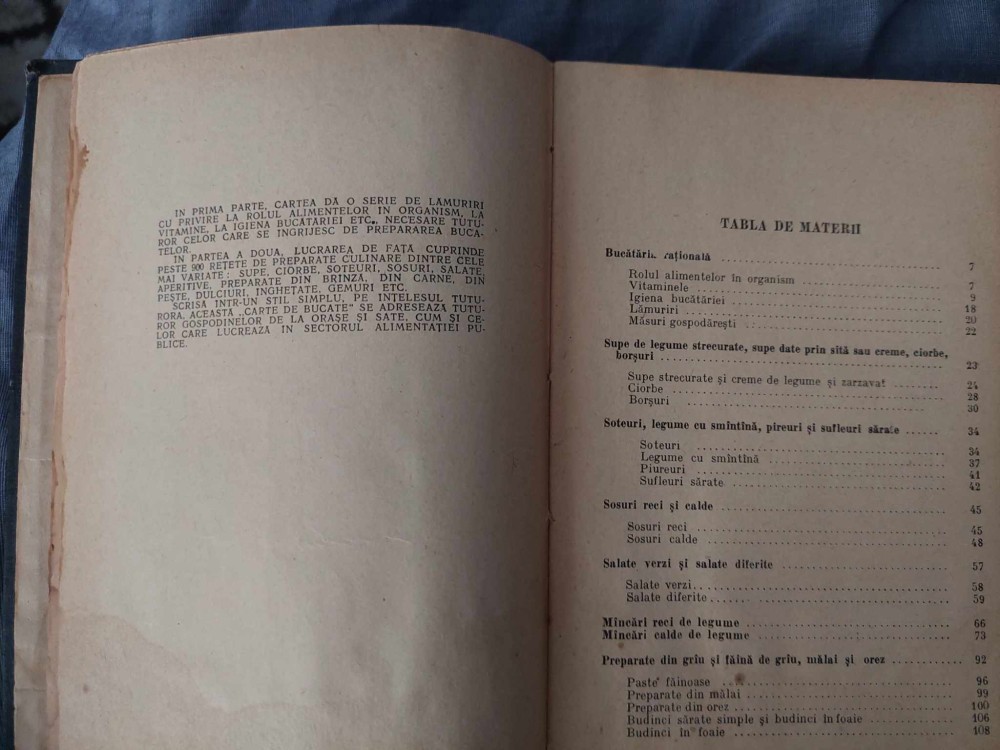 IN PRIMA PARTE, CARTEA DĂ O SERIE DE LĂMURIRI
CU PRIVIRE LA ROLUL ALIMENTELOR IN ORGANISM, LA
VITAMINE, LA IGIENA BUCĂTĂRIEI ETC., NECESARE TUTU-
ROR CELOR CARE SE INGRIJESC DE PREPARAREA BUCA-
TELOR.
IN PARTEA A DOUA, LUCRAREA DE FAȚĂ CUPRINDE
PESTE 900 REȚETE DE PREPARATE CULINARE DINTRE CELE
MAI VARIATE : SUPE, CIORBE, SOTEURI, SOSURI, SALATE,
APERITIVE, PREPARATE DIN BRINZĂ, DIN CARNE, DIN
PEȘTE, DULCIURI, INGHEȚATE, GEMURI ETC.
SCRISĂ INTR-UN STIL SIMPLU, PE INȚELESUL TUTU-
RORA, ACEASTĂ „CARTE DE BUCATE" SE ADRESEAZĂ TUTU-
ROR GOSPODINELOR DE LA ORAȘE ȘI SATE, CUM ȘI CE-
LOR CARE LUCREAZĂ IN SECTORUL ALIMENTAȚIEI PU-
BLICE.
TABLA DE MATERII
Bucătări. rațională 7
Rolul alimentelor în organism 7
Vitaminele 9
Igiena bucătăriei 18
Lămuriri 20
Măsuri gospodărești 22
Supe de legume strecurate, supe date prin sită sau creme, ciorbe,
borșuri 23
Supe strecurate și creme de legume și zarzavat 24
Ciorbe 28
Borșuri 30
Soteuri, legume cu smîntînă, pireuri și sufleuri sărate 34
Soteuri 34
Legume cu smîntînă 37
Piureuri 41
Sufleuri sărate 42
Sosuri reci și calde 45
Sosuri reci 45
Sosuri calde 48
Salate verzi și salate diferite 57
Salate verzi 58
Salate diferite 59
Mîncări reci de legume 66
Mîncări calde de legume 73
Preparate din grîu și făină de grîu, mălai și orez 92
Paste făinoase 96
Preparate din mălai 99
Preparate din orez 100
Budinci sărate simple și budinci în foaie 106
Budinci în foaie 108